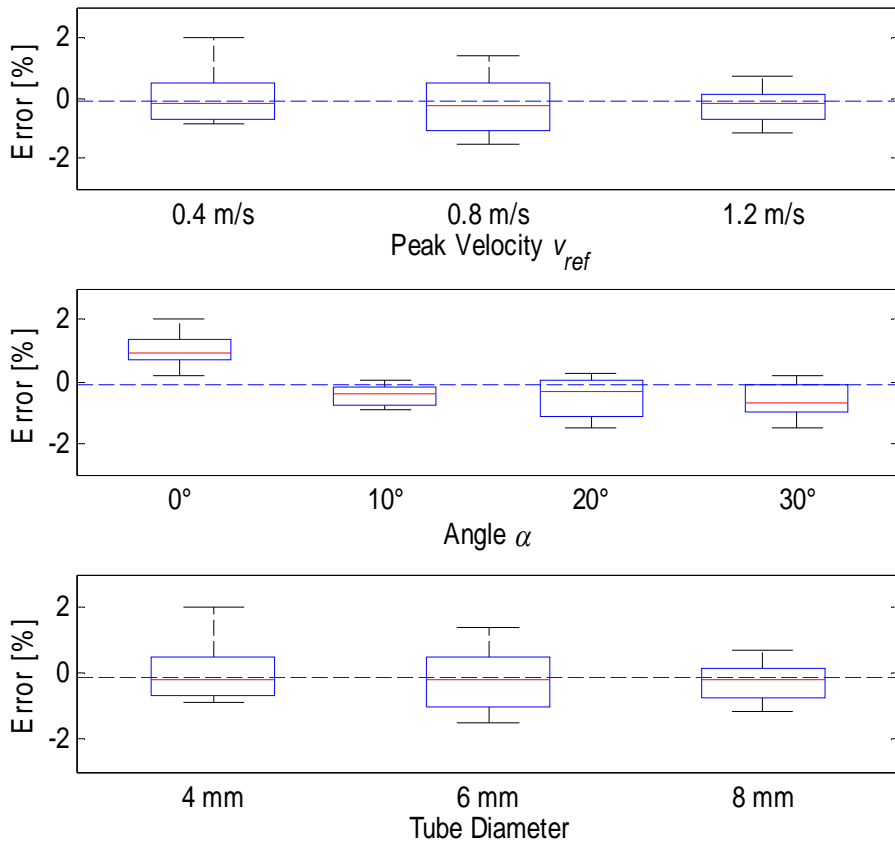 Error [%]
2
0
-2
0.4 m/s 0.8 m/s 1.2 m/s
Peak Velocity v_ref
Error [%]
2
0
-2
0° 10° 20° 30°
Angle α
Error [%]
2
0
-2
4 mm 6 mm 8 mm
Tube Diameter